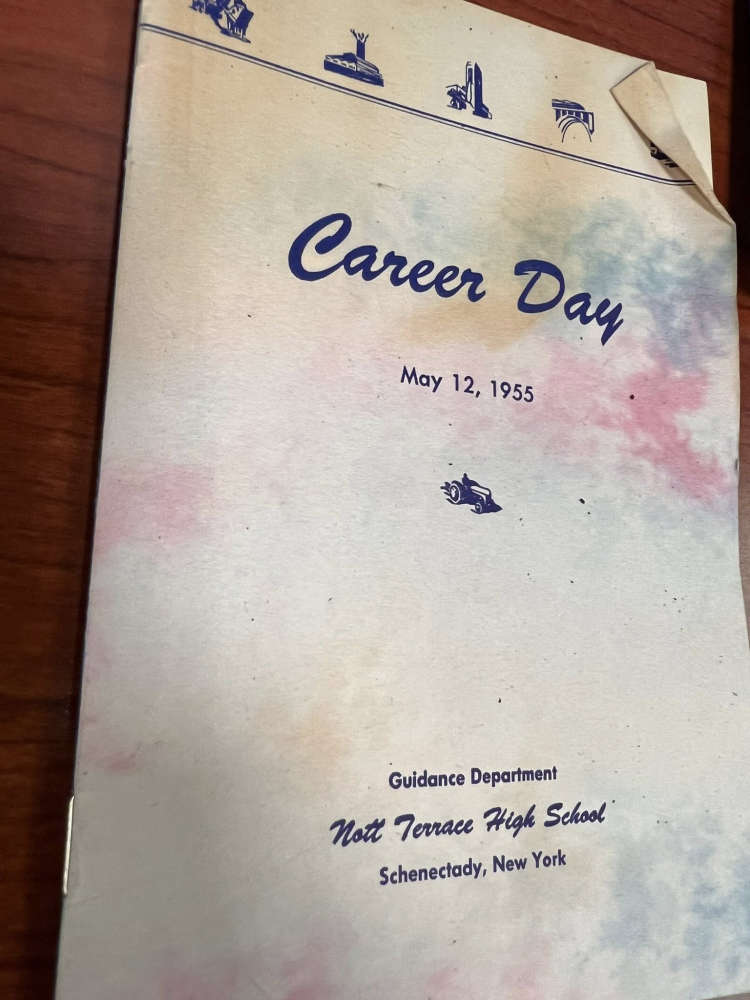 Career Day
May 12, 1955
Guidance Department
Nott Terrace High School
Schenectady, New York